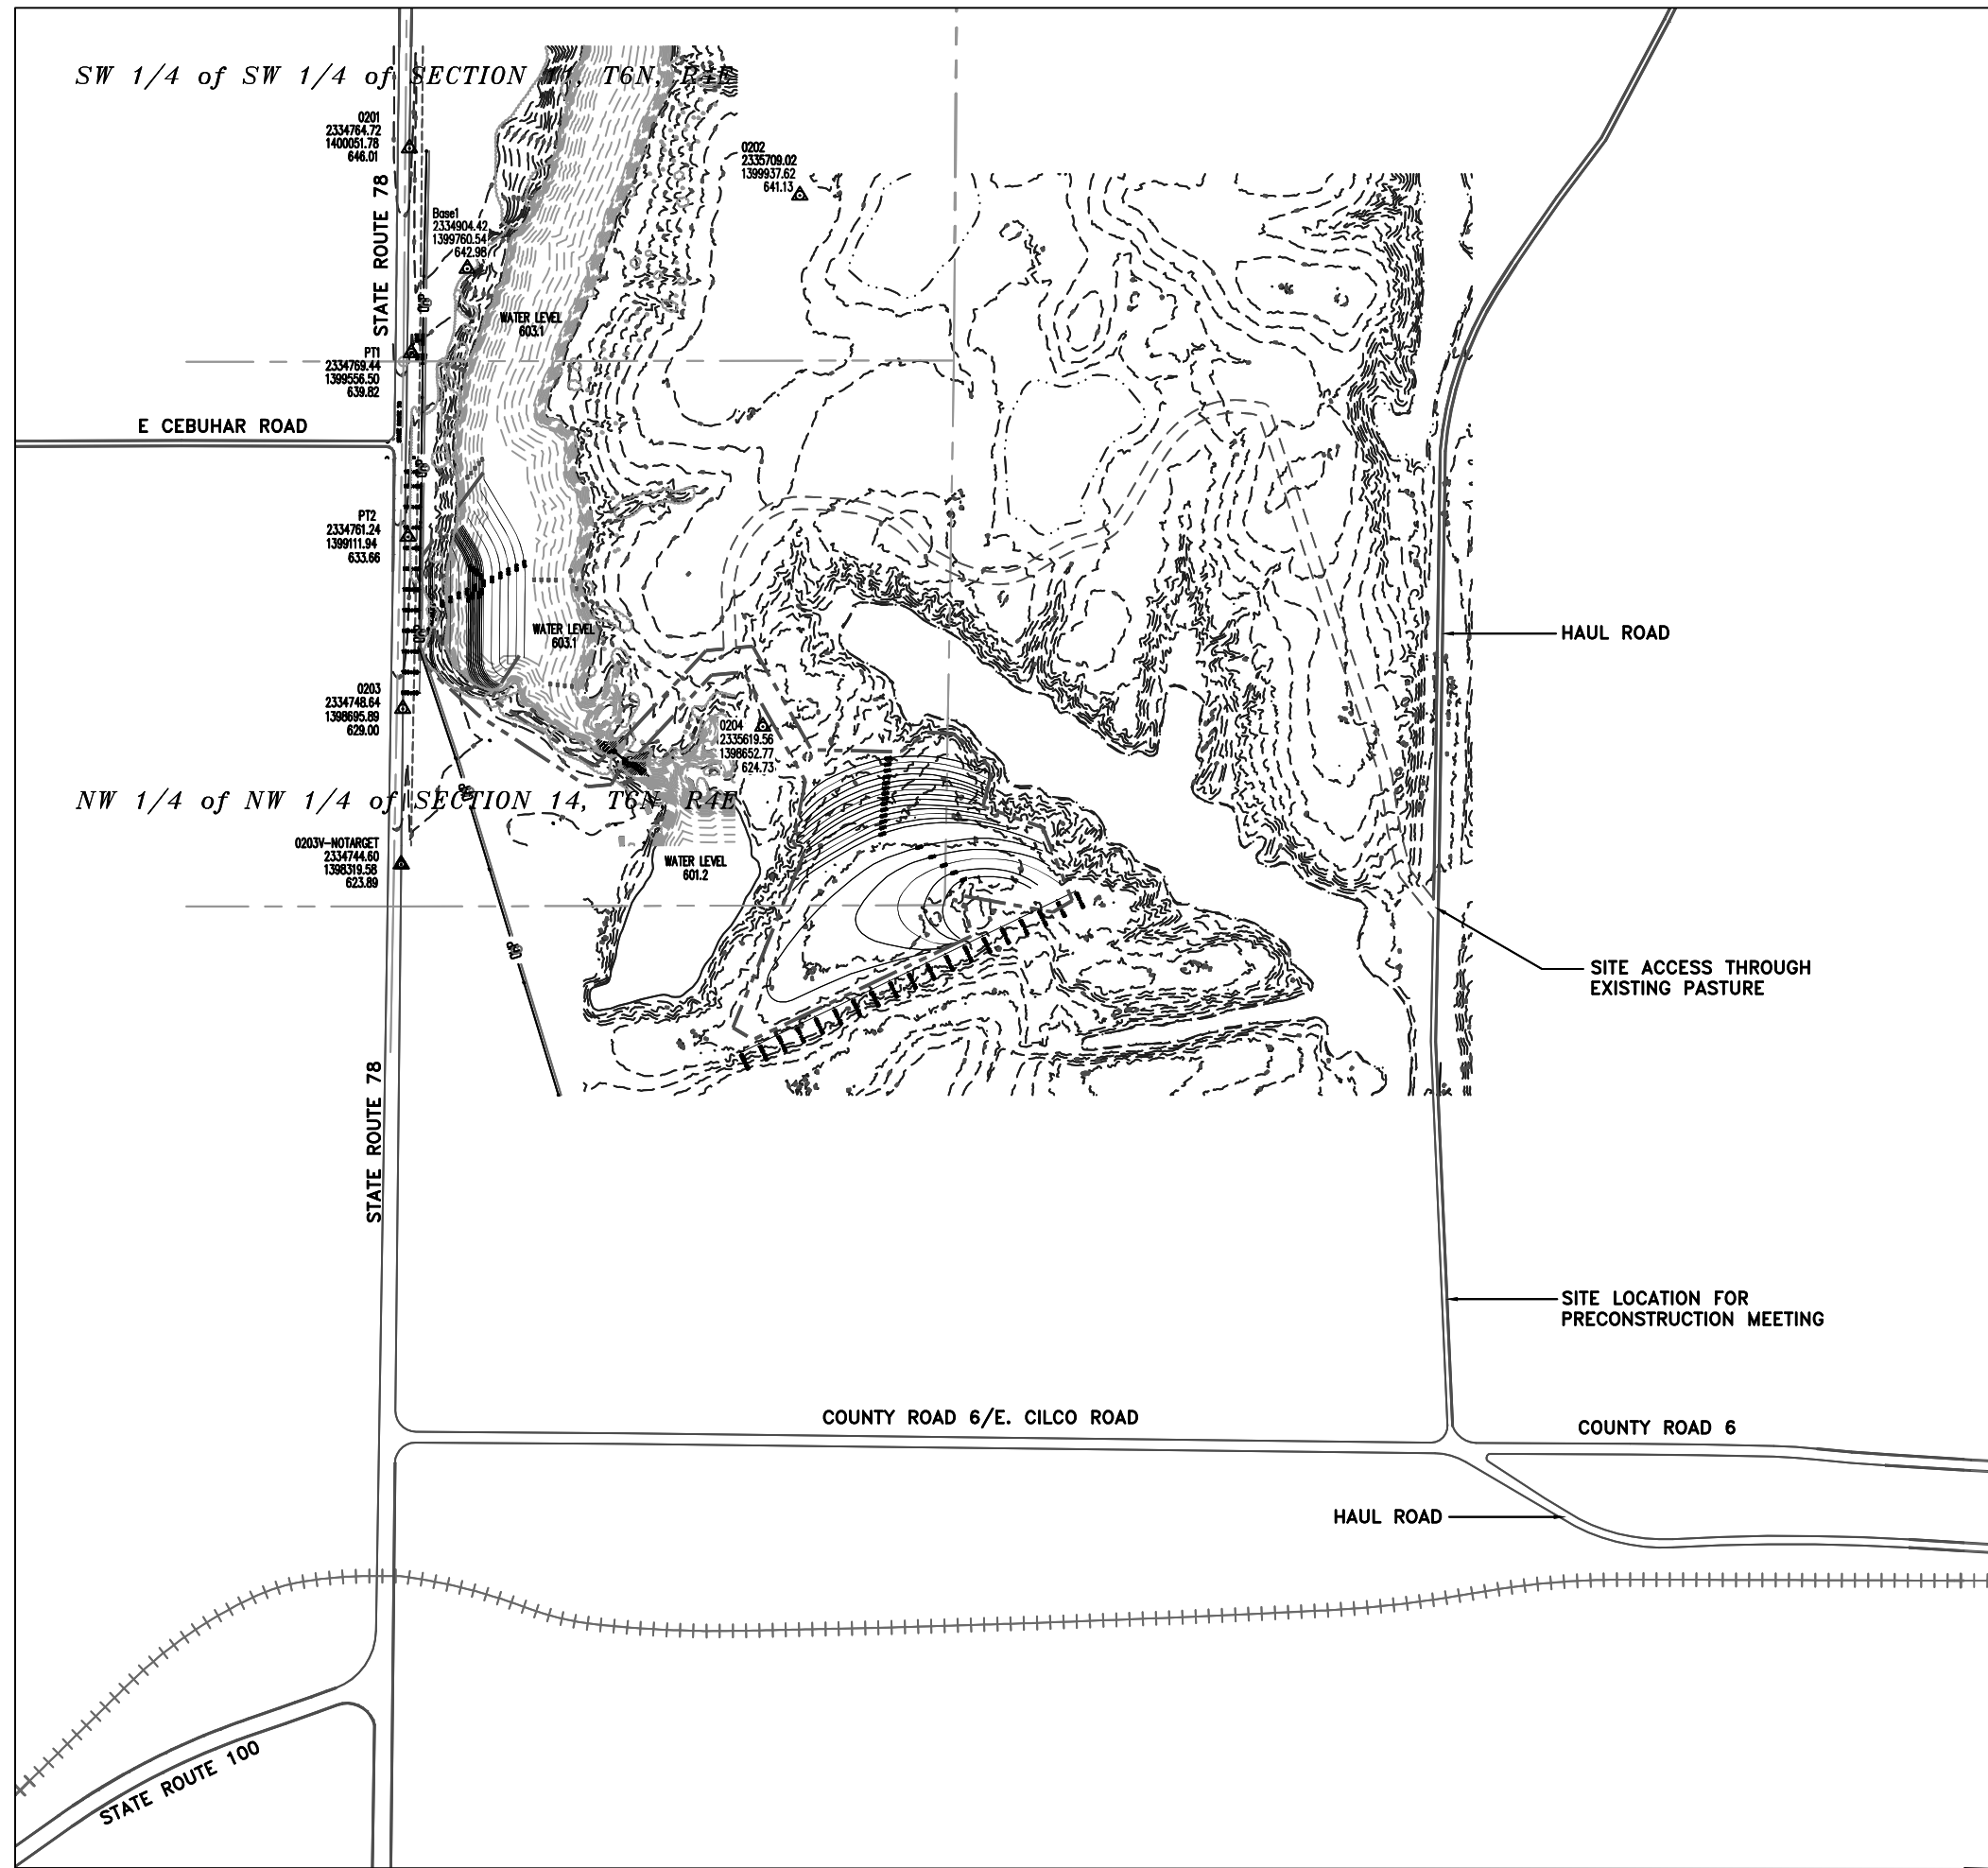 SW 1/4 of SW 1/4 of SECTION 11, T6N, R4E
0201
2334764.72
1400051.78
646.01
STATE ROUTE 78
0202
2335709.02
1399937.62
641.13
Base1
2334904.42
1399760.54
642.98
WATER LEVEL
603.1
PT1
2334769.44
1399556.50
639.82
E CEBUHAR ROAD
PT2
2334761.24
1399111.94
633.66
WATER LEVEL
603.1
HAUL ROAD
0203
2334748.64
1398695.89
629.00
0204
2335619.56
1398652.77
624.73
NW 1/4 of NW 1/4 of SECTION 14, T6N, R4E
0203V-NOTARGET
2334744.60
1398319.58
623.89
WATER LEVEL
601.2
SITE ACCESS THROUGH
EXISTING PASTURE
STATE ROUTE 78
SITE LOCATION FOR
PRECONSTRUCTION MEETING
COUNTY ROAD 6/E. CILCO ROAD
COUNTY ROAD 6
HAUL ROAD
STATE ROUTE 100